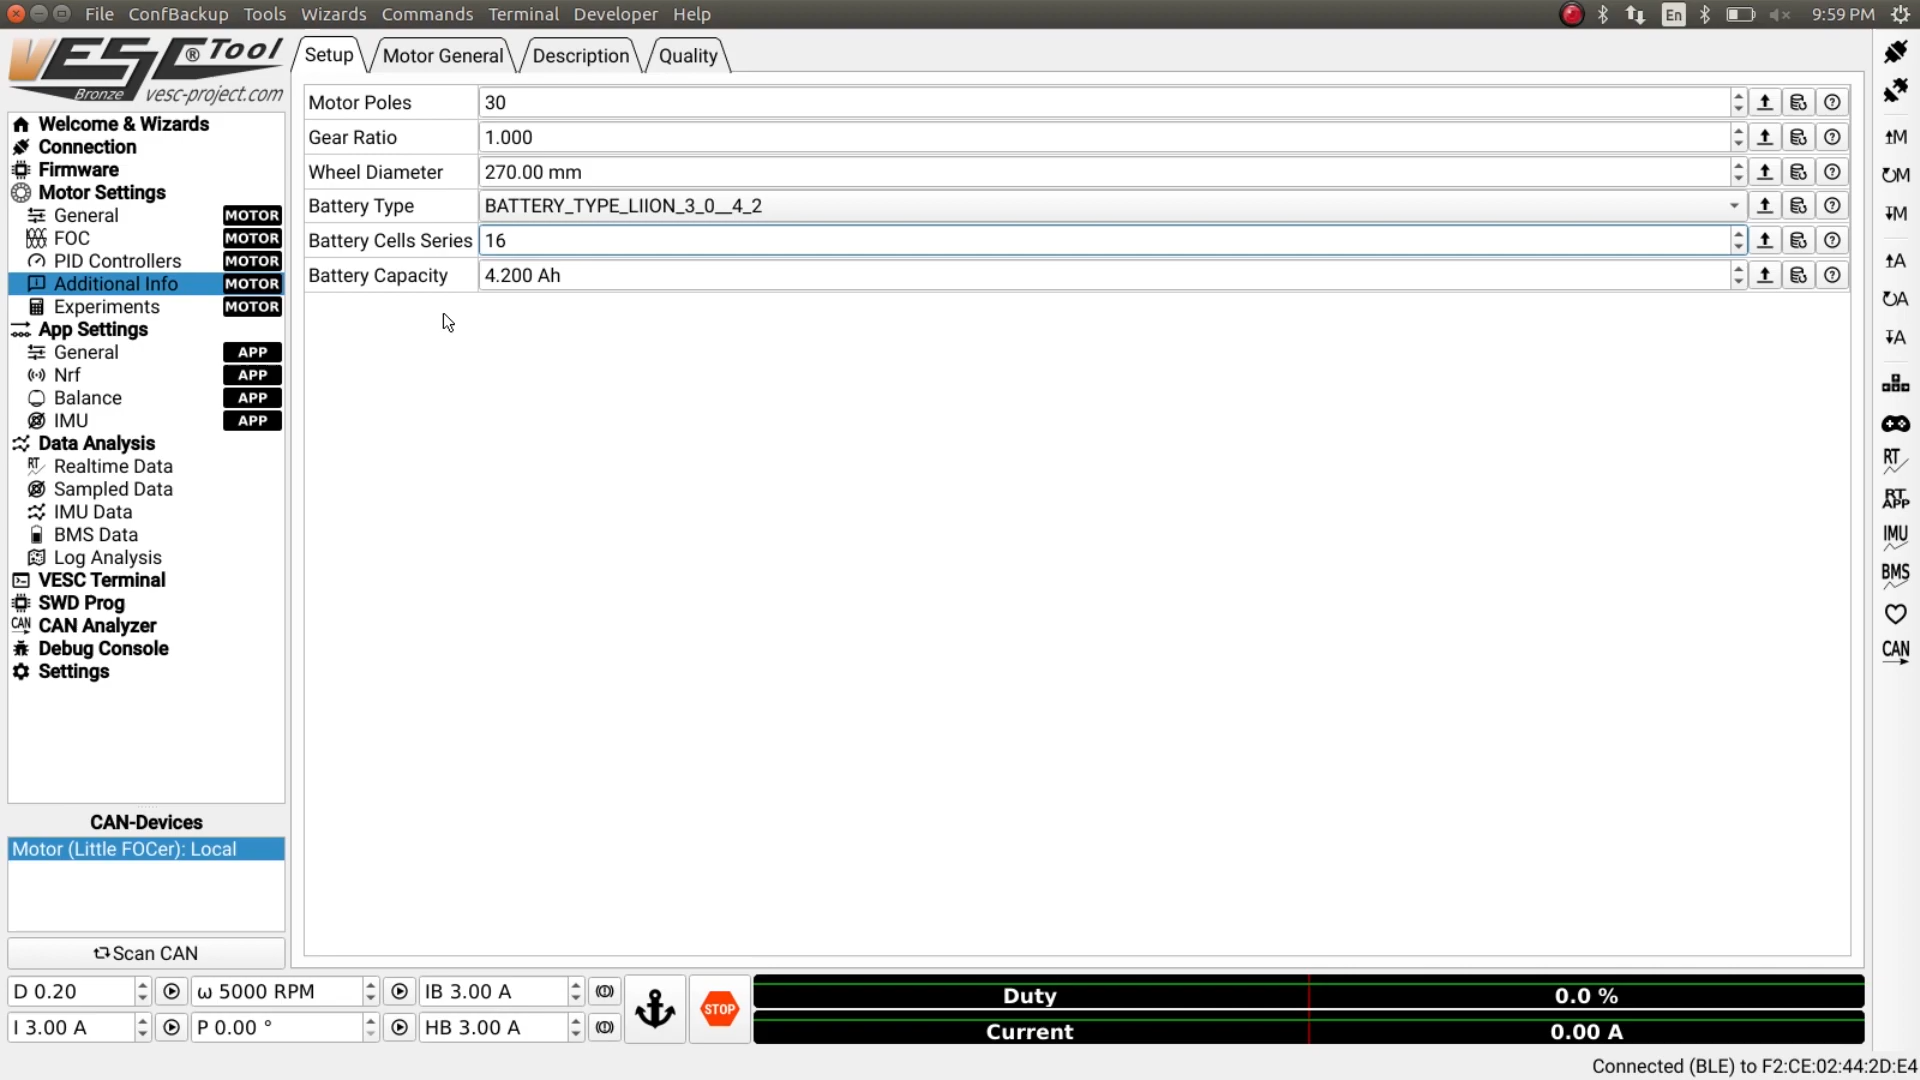 File ConfBackup Tools Wizards Commands Terminal Developer Help
En 9:59 PM
VESC ® Tool
Bronze vesc-project.com
Setup Motor General Description Quality
Welcome & Wizards
Connection
Firmware
Motor Settings
General MOTOR
FOC MOTOR
PID Controllers MOTOR
Additional Info MOTOR
Experiments MOTOR
App Settings
General APP
Nrf APP
Balance APP
IMU APP
Data Analysis
RT Realtime Data
Sampled Data
IMU Data
BMS Data
Log Analysis
VESC Terminal
SWD Prog
CAN CAN Analyzer
Debug Console
Settings
Motor Poles 30
Gear Ratio 1.000
Wheel Diameter 270.00 mm
Battery Type BATTERY_TYPE_LIION_3_0__4_2
Battery Cells Series 16
Battery Capacity 4.200 Ah
M
M
M
A
A
A
RT
RT APP
IMU
BMS
CAN
CAN-Devices
Motor (Little FOCer): Local
Scan CAN
D 0.20 ω 5000 RPM IB 3.00 A
I 3.00 A P 0.00 ° HB 3.00 A
STOP
Duty 0.0 %
Current 0.00 A
Connected (BLE) to F2:CE:02:44:2D:E4